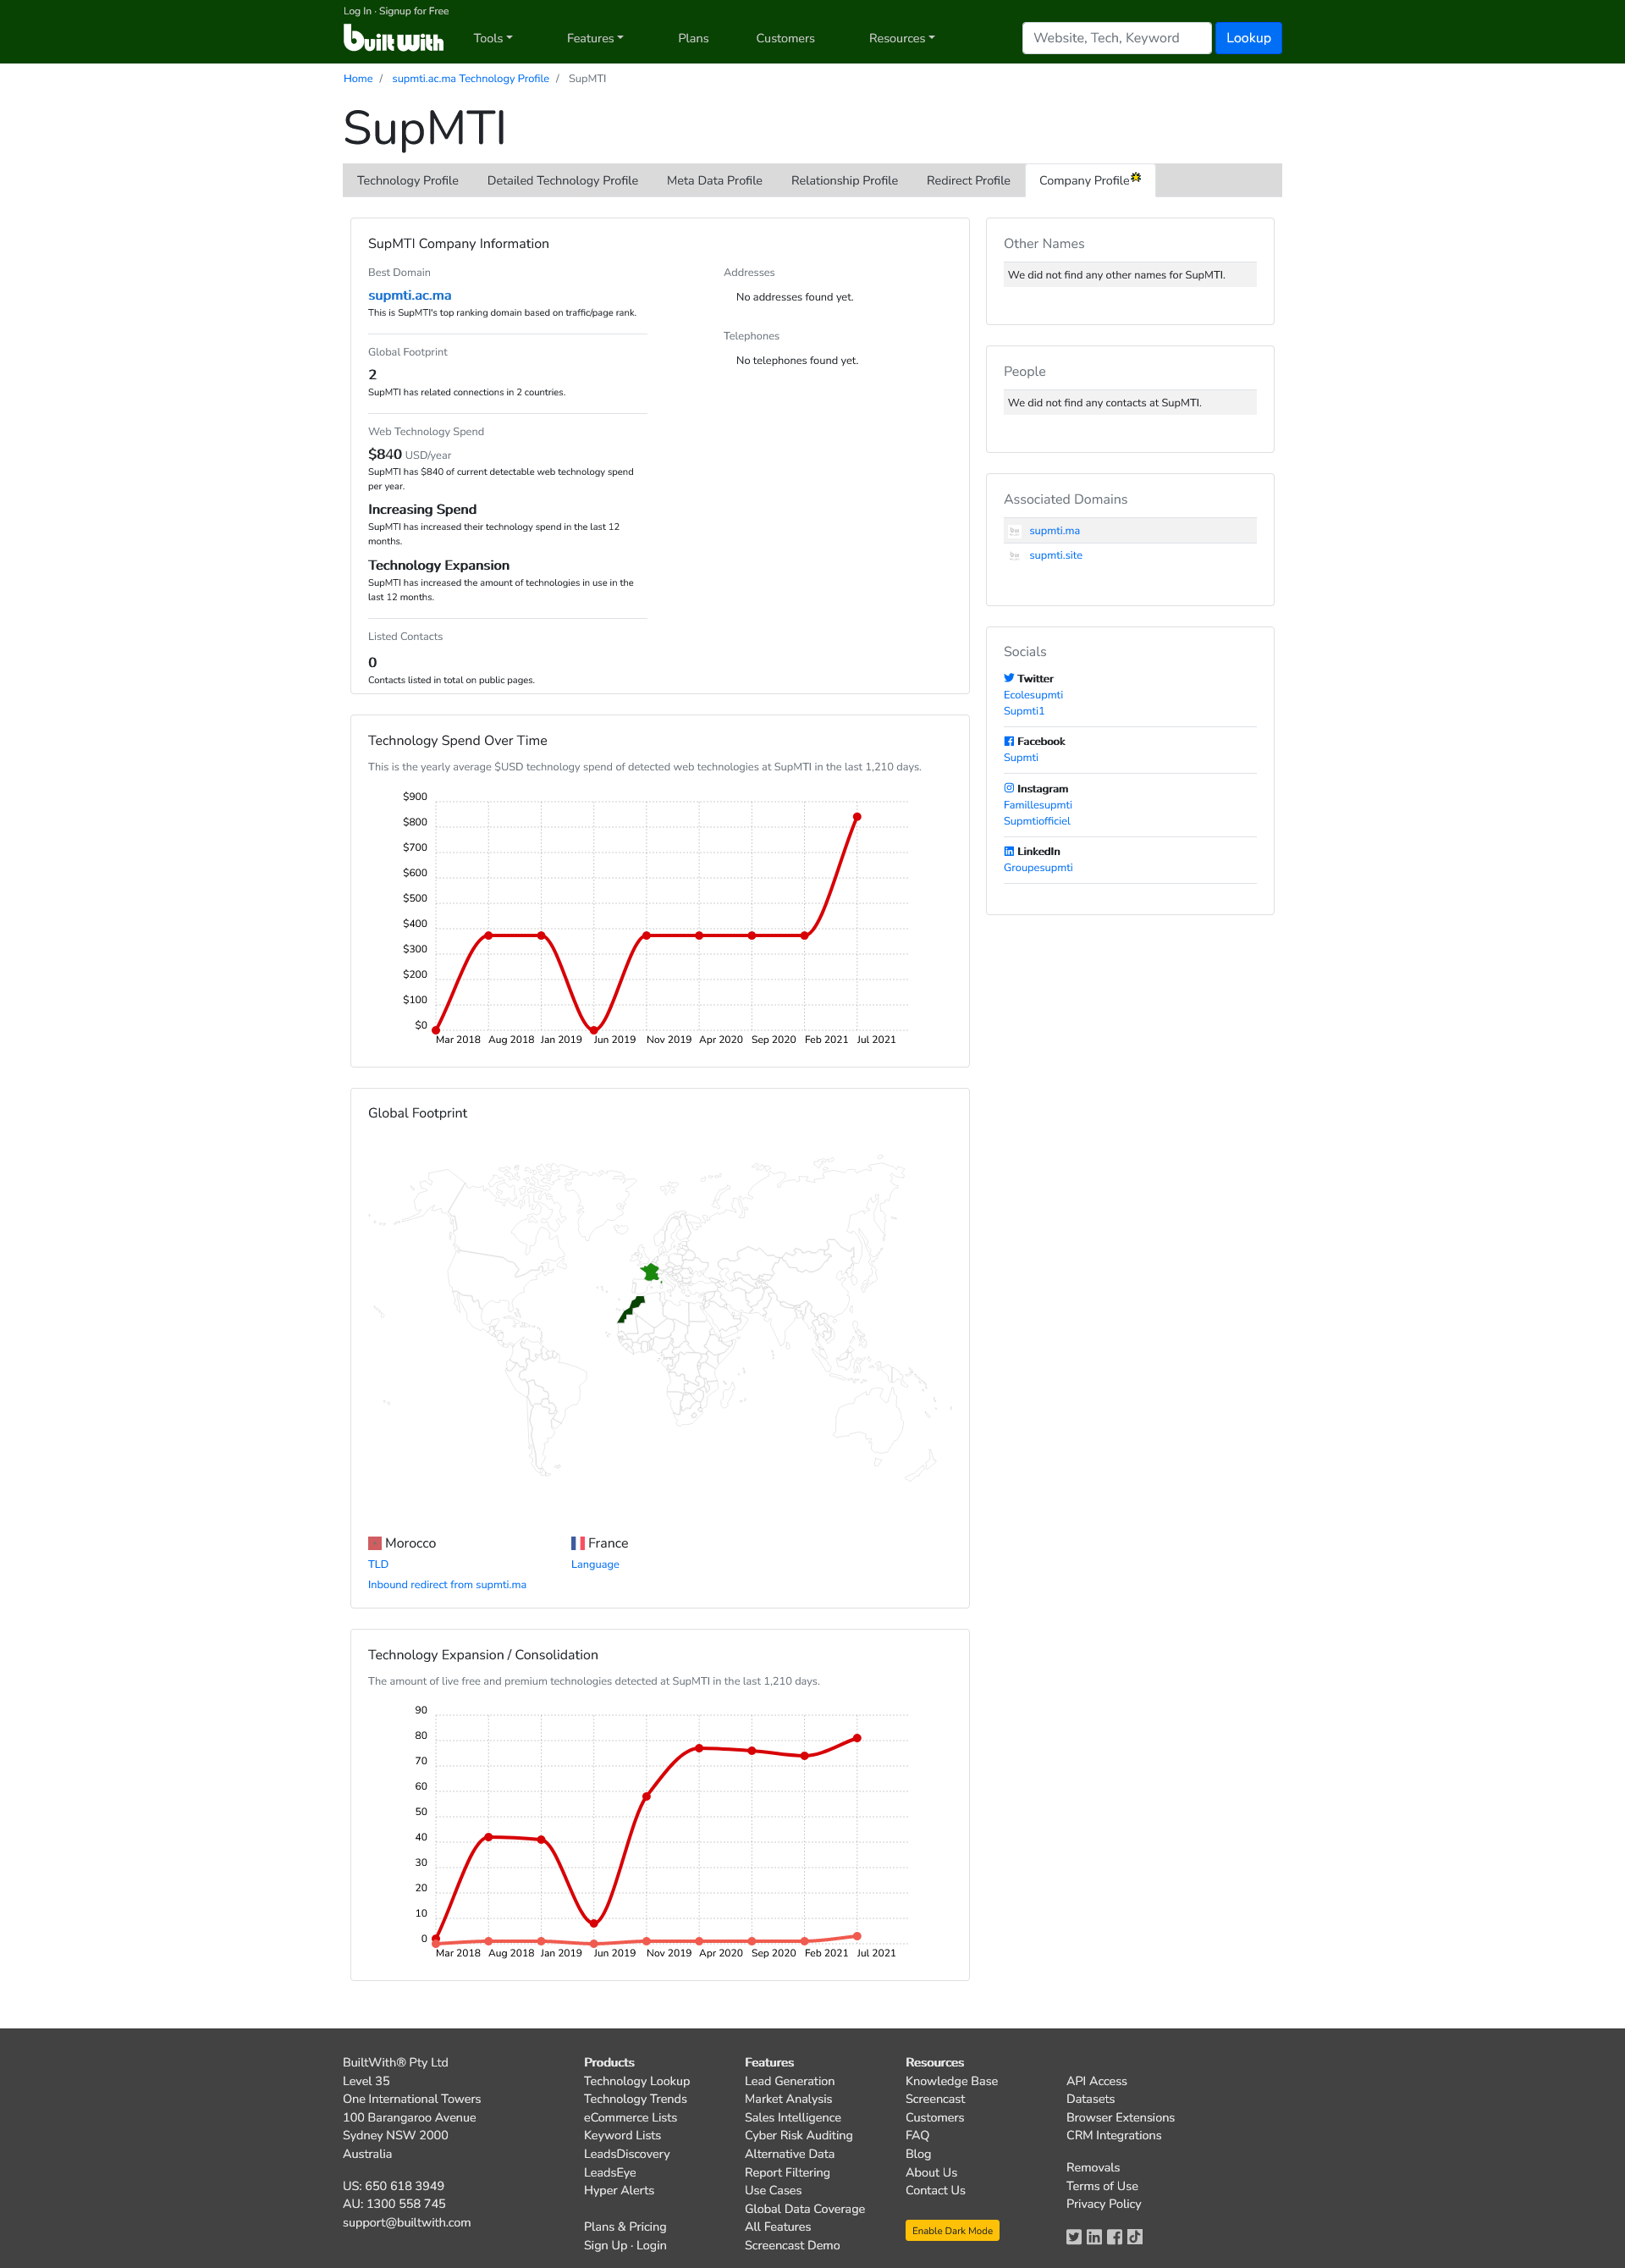 Log In · Signup for Free
builtwith
Tools
Features
Plans
Customers
Resources
Website, Tech, Keyword
Lookup
Home / supmti.ac.ma Technology Profile / SupMTI
SupMTI
Technology Profile
Detailed Technology Profile
Meta Data Profile
Relationship Profile
Redirect Profile
Company Profile
SupMTI Company Information
Best Domain
supmti.ac.ma
This is SupMTI's top ranking domain based on traffic/page rank.
Global Footprint
2
SupMTI has related connections in 2 countries.
Web Technology Spend
$840 USD/year
SupMTI has $840 of current detectable web technology spend
per year.
Increasing Spend
SupMTI has increased their technology spend in the last 12
months.
Technology Expansion
SupMTI has increased the amount of technologies in use in the
last 12 months.
Listed Contacts
0
Contacts listed in total on public pages.
Addresses
No addresses found yet.
Telephones
No telephones found yet.
Other Names
We did not find any other names for SupMTI.
People
We did not find any contacts at SupMTI.
Associated Domains
supmti.ma
supmti.site
Socials
Twitter
Ecolesupmti
Supmti1
Facebook
Supmti
Instagram
Famillesupmti
Supmtiofficiel
LinkedIn
Groupesupmti
Technology Spend Over Time
This is the yearly average $USD technology spend of detected web technologies at SupMTI in the last 1,210 days.
$900
$800
$700
$600
$500
$400
$300
$200
$100
$0
Mar 2018 Aug 2018 Jan 2019 Jun 2019 Nov 2019 Apr 2020 Sep 2020 Feb 2021 Jul 2021
Global Footprint
Morocco
TLD
Inbound redirect from supmti.ma
France
Language
Technology Expansion / Consolidation
The amount of live free and premium technologies detected at SupMTI in the last 1,210 days.
90
80
70
60
50
40
30
20
10
0
Mar 2018 Aug 2018 Jan 2019 Jun 2019 Nov 2019 Apr 2020 Sep 2020 Feb 2021 Jul 2021
BuiltWith® Pty Ltd
Level 35
One International Towers
100 Barangaroo Avenue
Sydney NSW 2000
Australia
US: 650 618 3949
AU: 1300 558 745
support@builtwith.com
Products
Technology Lookup
Technology Trends
eCommerce Lists
Keyword Lists
LeadsDiscovery
LeadsEye
Hyper Alerts
Plans & Pricing
Sign Up · Login
Features
Lead Generation
Market Analysis
Sales Intelligence
Cyber Risk Auditing
Alternative Data
Report Filtering
Use Cases
Global Data Coverage
All Features
Screencast Demo
Resources
Knowledge Base
Screencast
Customers
FAQ
Blog
About Us
Contact Us
Enable Dark Mode
API Access
Datasets
Browser Extensions
CRM Integrations
Removals
Terms of Use
Privacy Policy